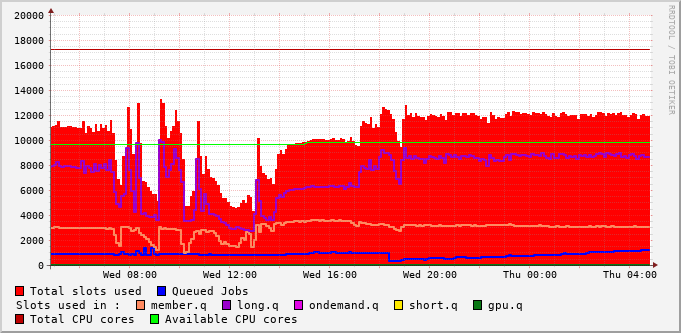 20000
18000
16000
14000
12000
10000
8000
6000
4000
2000
0
Wed 08:00 Wed 12:00 Wed 16:00 Wed 20:00 Thu 00:00 Thu 04:00
RRDTOOL / TOBI OETIKER
Total slots used Queued Jobs
Slots used in : member.q long.q ondemand.q short.q gpu.q
Total CPU cores Available CPU cores